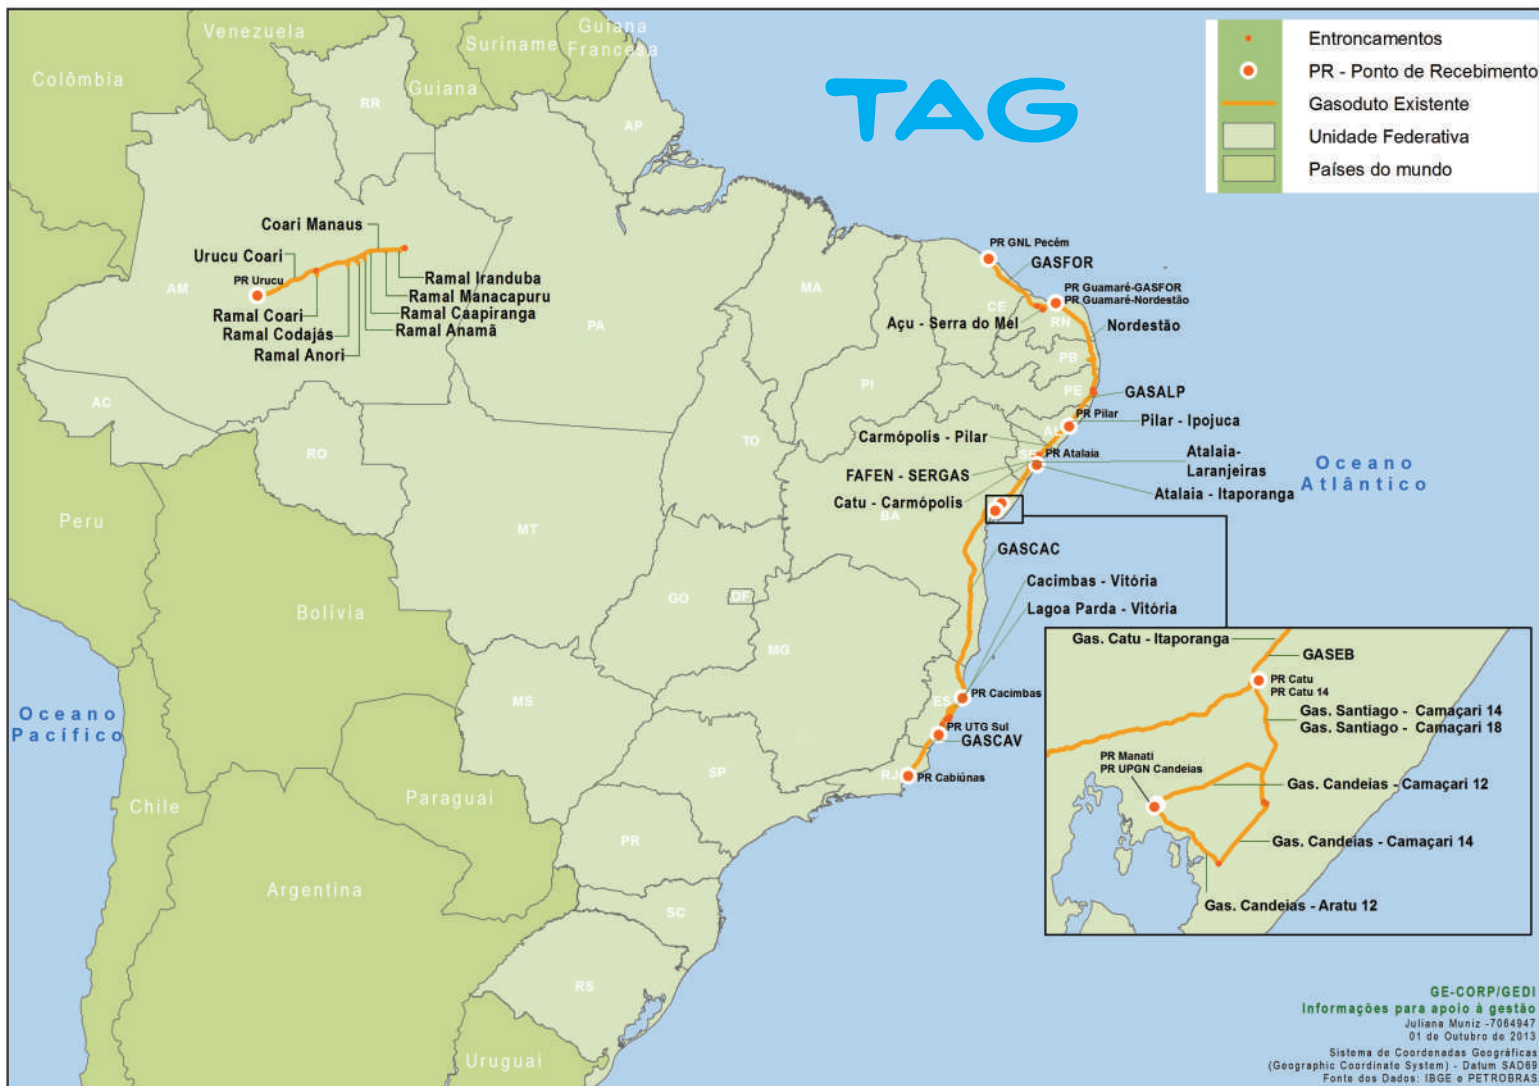 Venezuela
Suriname
Guiana
Francesa
Colômbia
Guiana
RR
AP
TAG
Entroncamentos
PR - Ponto de Recebimento
Gasoduto Existente
Unidade Federativa
Países do mundo
Coari Manaus
Urucu Coari
PR Urucu
AM
Ramal Iranduba
Ramal Manacapuru
Ramal Caapiranga
Ramal Anamã
Ramal Coari
Ramal Codajás
Ramal Anori
PA
MA
PR GNL Pecém
GASFOR
PR Guamaré-GASFOR
PR Guamaré-Nordestão
CE
RN
Açu - Serra do Mel
Nordestão
PB
PI
PE
GASALP
AC
RO
TO
AL
PR Pilar
Pilar - Ipojuca
Carmópolis - Pilar
SE
PR Atalaia
Atalaia-
Laranjeiras
FAFEN - SERGAS
Atalaia - Itaporanga
Catu - Carmópolis
BA
Oceano
Atlântico
Peru
MT
GASCAC
Cacimbas - Vitória
Lagoa Parda - Vitória
Bolívia
GO
DF
MG
MS
ES
PR Cacimbas
PR UTG Sul
GASCAV
RJ
PR Cabiúnas
SP
Oceano
Pacífico
Chile
Paraguai
PR
Argentina
SC
RS
Uruguai
Gas. Catu - Itaporanga
GASEB
PR Catu
PR Catu 14
Gas. Santiago - Camaçari 14
Gas. Santiago - Camaçari 18
PR Manati
PR UPGN Candeias
Gas. Candeias - Camaçari 12
Gas. Candeias - Camaçari 14
Gas. Candeias - Aratu 12
GE-CORP/GEDI
Informações para apoio à gestão
Juliana Muniz -7064947
01 de Outubro de 2013
Sistema de Coordenadas Geográficas
(Geographic Coordinate System) - Datum SAD69
Fonte dos Dados: IBGE e PETROBRAS